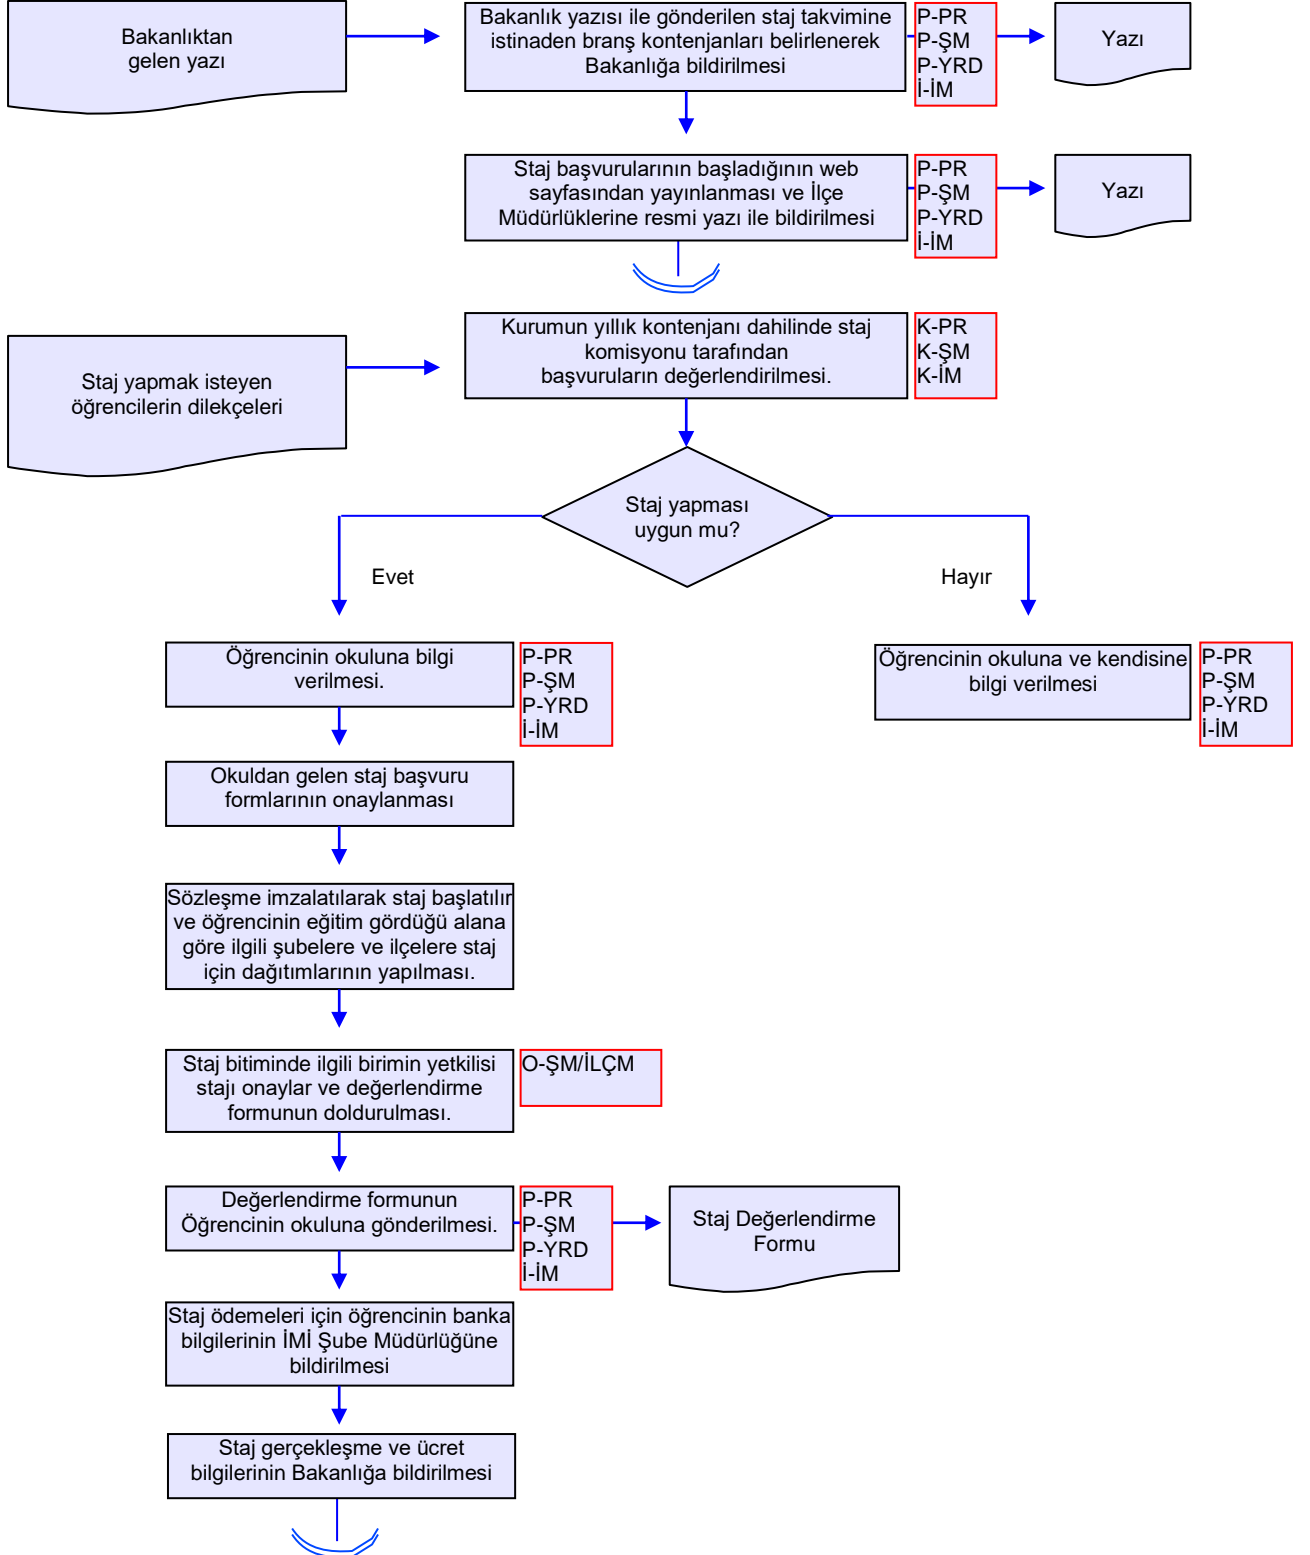 Bakanlıktan
gelen yazı
Bakanlık yazısı ile gönderilen staj takvimine
istinaden branş kontenjanları belirlenerek
Bakanlığa bildirilmesi
P-PR
P-ŞM
P-YRD
İ-İM
Yazı
Staj başvurularının başladığının web
sayfasından yayınlanması ve İlçe
Müdürlüklerine resmi yazı ile bildirilmesi
P-PR
P-ŞM
P-YRD
İ-İM
Yazı
Staj yapmak isteyen
öğrencilerin dilekçeleri
Kurumun yıllık kontenjanı dahilinde staj
komisyonu tarafından
başvuruların değerlendirilmesi.
K-PR
K-ŞM
K-İM
Staj yapması
uygun mu?
Evet
Hayır
Öğrencinin okuluna bilgi
verilmesi.
P-PR
P-ŞM
P-YRD
İ-İM
Öğrencinin okuluna ve kendisine
bilgi verilmesi
P-PR
P-ŞM
P-YRD
İ-İM
Okuldan gelen staj başvuru
formlarının onaylanması
Sözleşme imzalatılarak staj başlatılır
ve öğrencinin eğitim gördüğü alana
göre ilgili şubelere ve ilçelere staj
için dağıtımlarının yapılması.
Staj bitiminde ilgili birimin yetkilisi
stajı onaylar ve değerlendirme
formunun doldurulması.
O-ŞM/İLÇM
Değerlendirme formunun
Öğrencinin okuluna gönderilmesi.
P-PR
P-ŞM
P-YRD
İ-İM
Staj Değerlendirme
Formu
Staj ödemeleri için öğrencinin banka
bilgilerinin İMİ Şube Müdürlüğüne
bildirilmesi
Staj gerçekleşme ve ücret
bilgilerinin Bakanlığa bildirilmesi